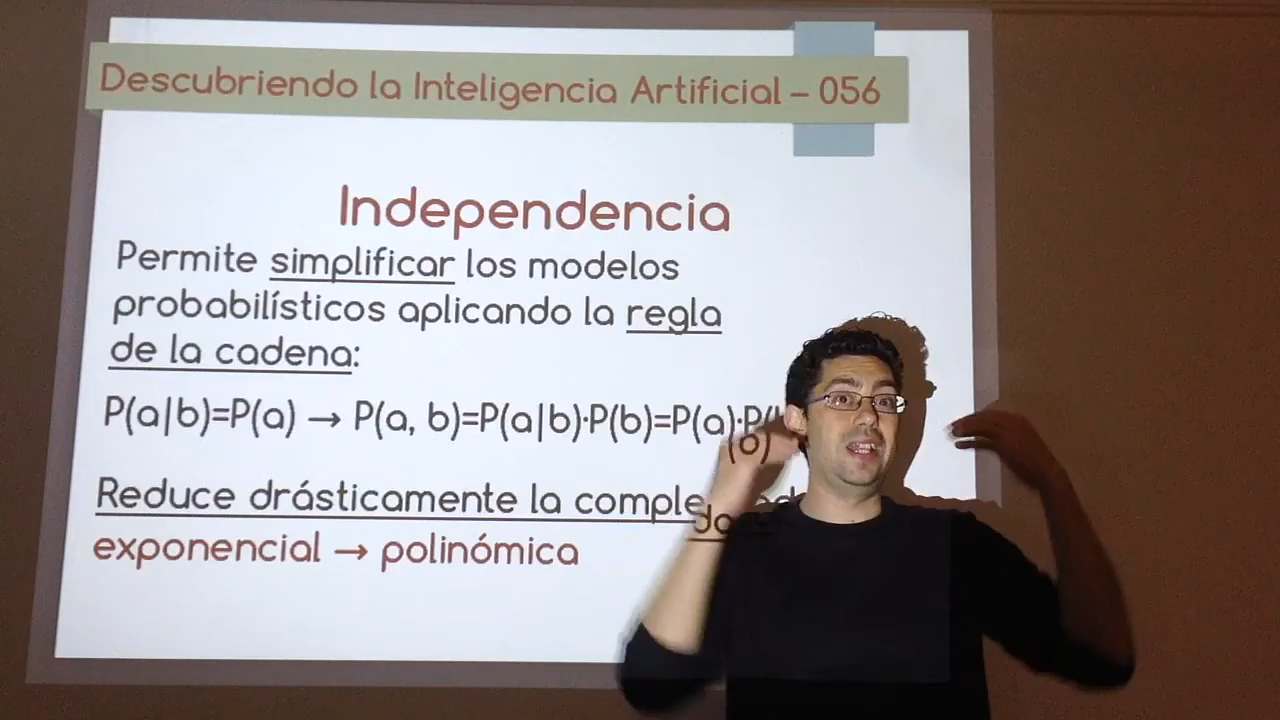 Descubriendo la Inteligencia Artificial – 056
Independencia
Permite simplificar los modelos
probabilísticos aplicando la regla
de la cadena:
P(a|b)=P(a) → P(a, b)=P(a|b)·P(b)=P(a)·P(b)
Reduce drásticamente la
exponencial → polinómica